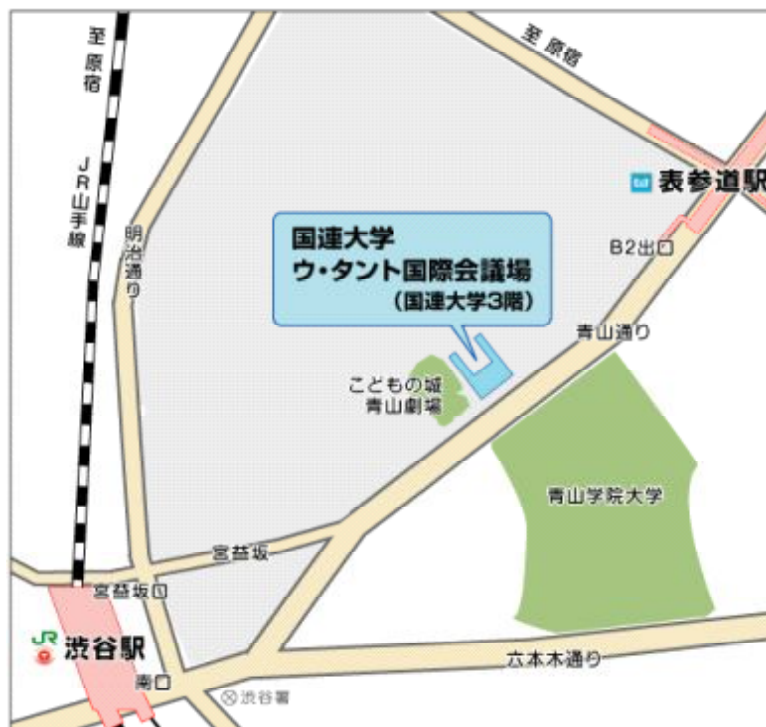 至 原宿
至 原宿
JR山手線
明治通り
表参道駅
B2出口
国連大学
ウ・タント国際会議場
(国連大学3階)
青山通り
こどもの城
青山劇場
青山学院大学
宮益坂
宮益坂口
JR
渋谷駅
六本木通り
南口
渋谷署